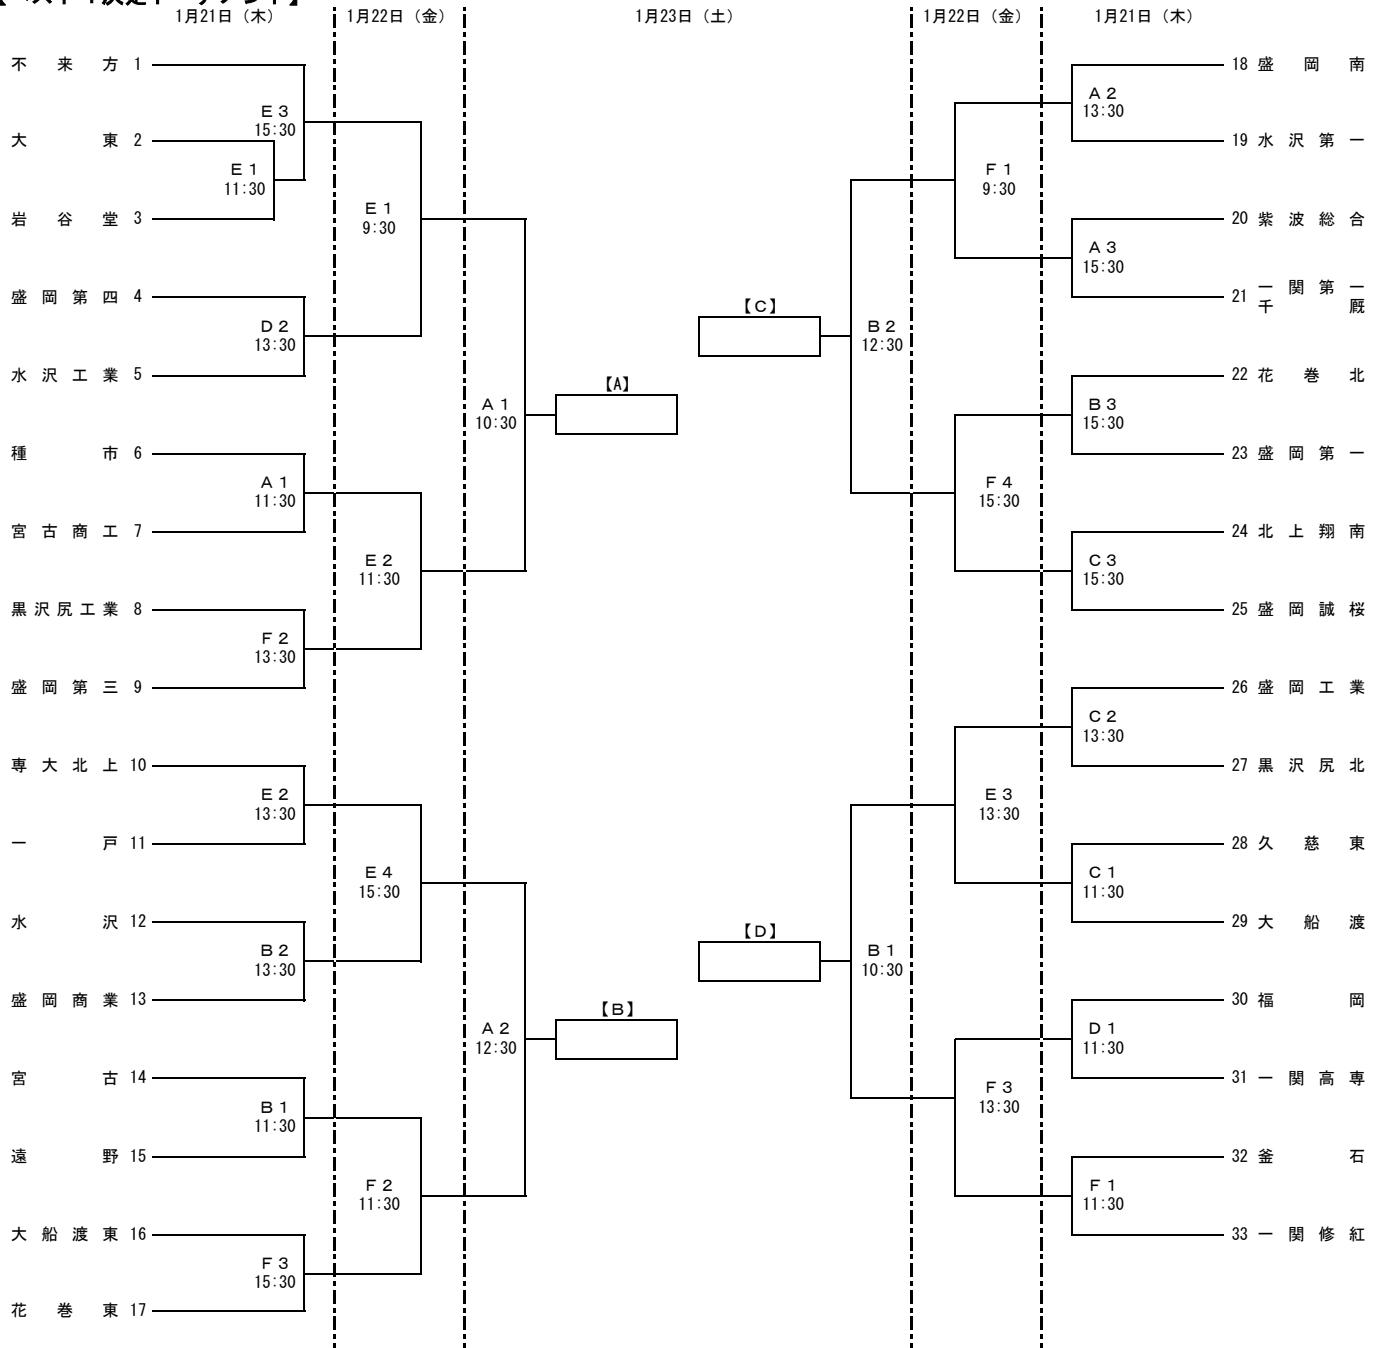 1月21日（木） 1月22日（金） 1月23日（土） 1月22日（金） 1月21日（木）
不来方 1
E3
15:30
大東 2
E1
11:30
岩谷堂 3
E1
9:30
盛岡第四 4
D2
13:30
水沢工業 5
A1
10:30
【A】
種市 6
A1
11:30
宮古商工 7
E2
11:30
黒沢尻工業 8
F2
13:30
盛岡第三 9
専大北上 10
E2
13:30
一戸 11
E4
15:30
水沢 12
B2
13:30
盛岡商業 13
A2
12:30
【B】
宮古 14
B1
11:30
遠野 15
F2
11:30
大船渡東 16
F3
15:30
花巻東 17
18 盛岡南
A2
13:30
19 水沢第一
F1
9:30
20 紫波総合
A3
15:30
21 一関第一
千厩
【C】
B2
12:30
22 花巻北
B3
15:30
23 盛岡第一
F4
15:30
24 北上翔南
C3
15:30
25 盛岡誠桜
26 盛岡工業
C2
13:30
27 黒沢尻北
E3
13:30
28 久慈東
C1
11:30
29 大船渡
【D】
B1
10:30
30 福岡
D1
11:30
31 一関高専
F3
13:30
32 釜石
F1
11:30
33 一関修紅